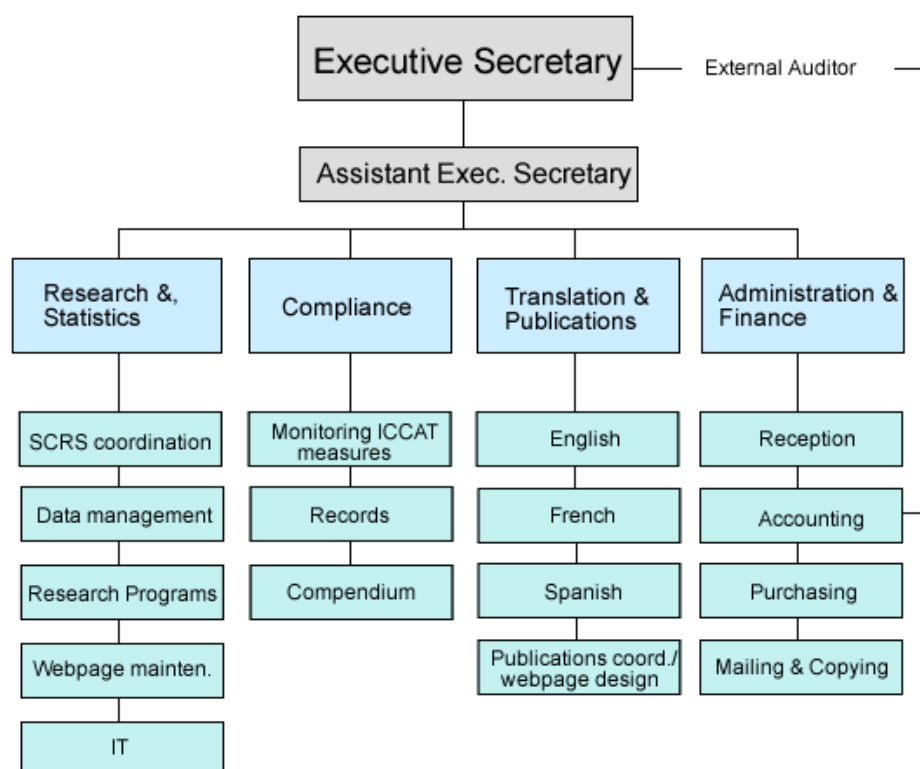 Executive Secretary
External Auditor
Assistant Exec. Secretary
Research &,
Statistics
Compliance
Translation &
Publications
Administration &
Finance
SCRS coordination
Data management
Research Programs
Webpage mainten.
IT
Monitoring ICCAT
measures
Records
Compendium
English
French
Spanish
Publications coord./
webpage design
Reception
Accounting
Purchasing
Mailing & Copying